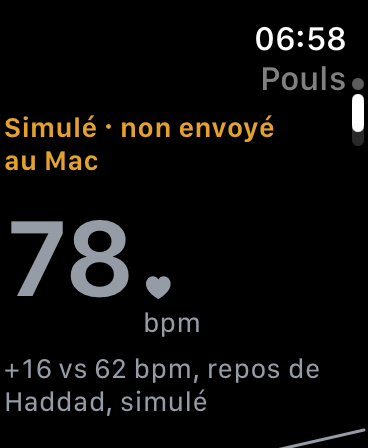 06:58
Pouls
Simulé · non envoyé
au Mac
78
bpm
+16 vs 62 bpm, repos de
Haddad, simulé